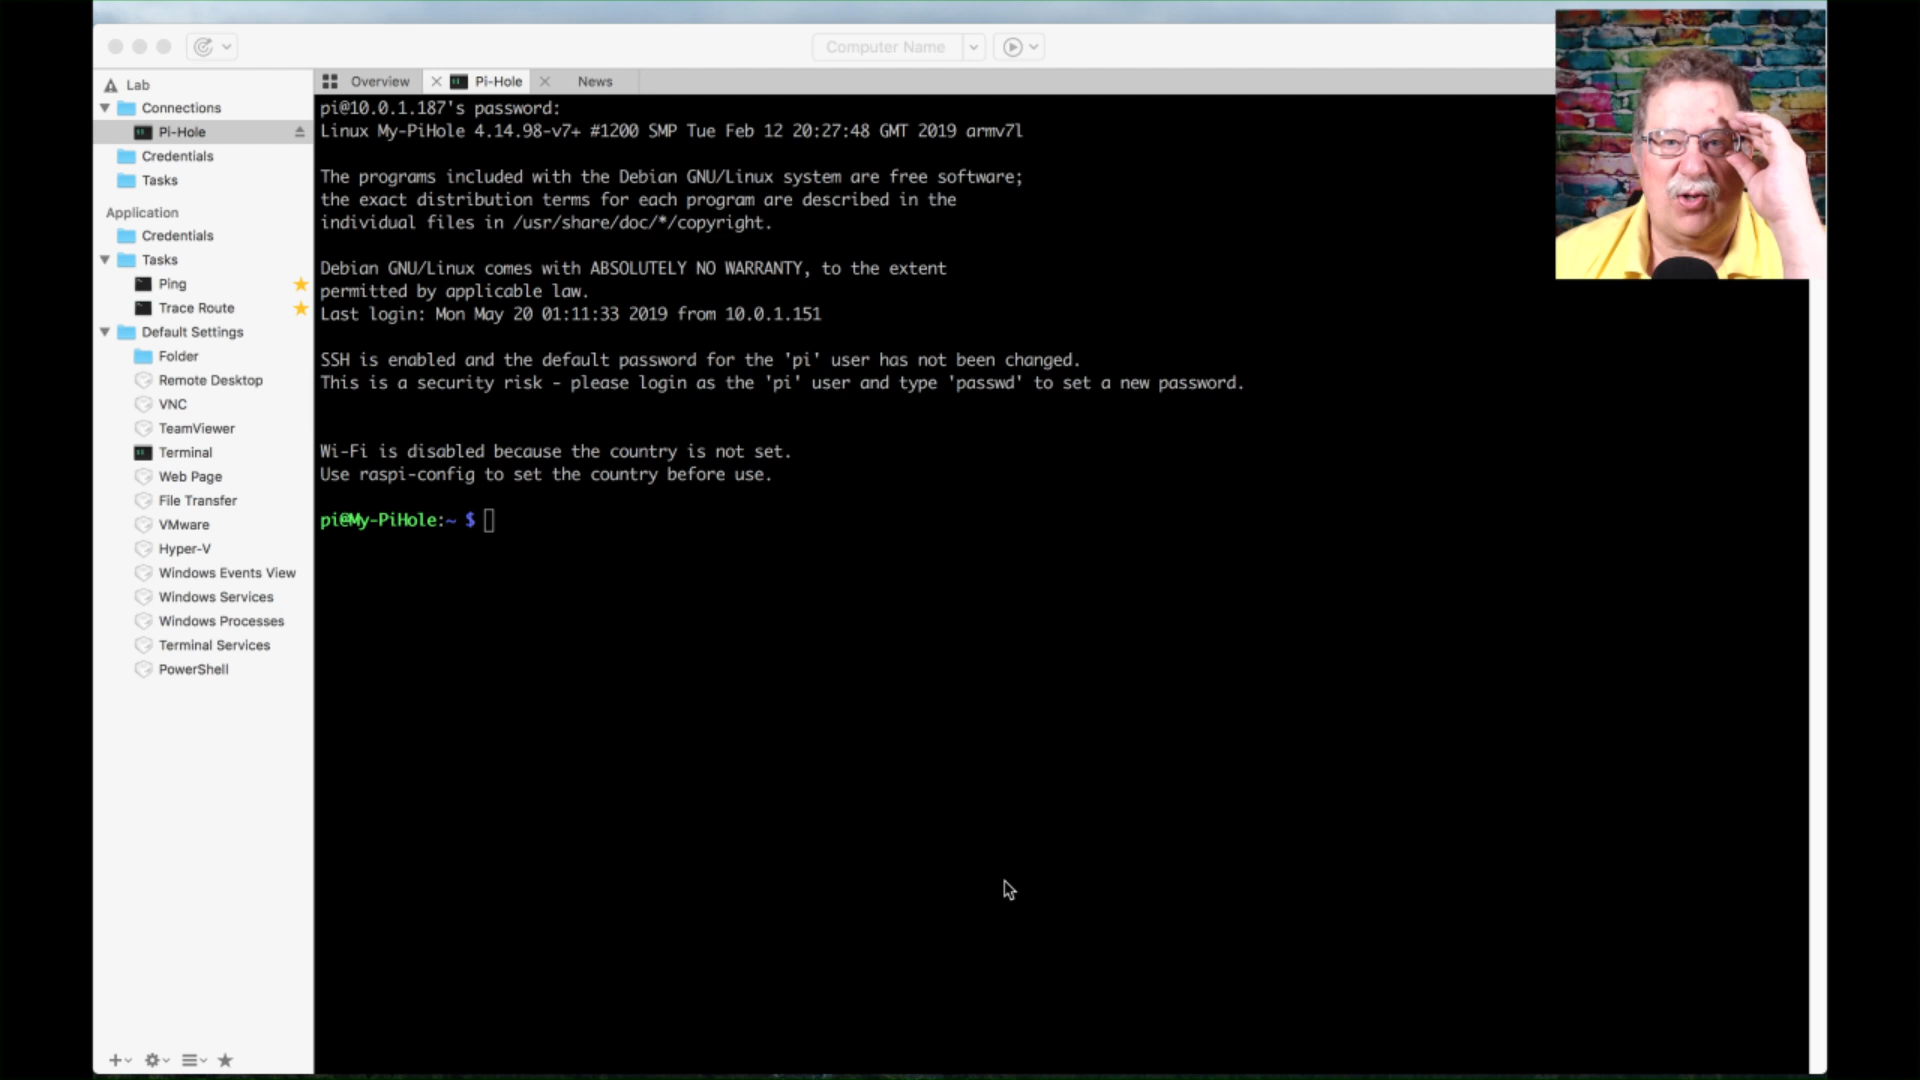 Computer Name
Lab
Connections
Pi-Hole
Credentials
Tasks
Application
Credentials
Tasks
Ping
Trace Route
Default Settings
Folder
Remote Desktop
VNC
TeamViewer
Terminal
Web Page
File Transfer
VMware
Hyper-V
Windows Events View
Windows Services
Windows Processes
Terminal Services
PowerShell
Overview
Pi-Hole
News
pi@10.0.1.187's password:
Linux My-PiHole 4.14.98-v7+ #1200 SMP Tue Feb 12 20:27:48 GMT 2019 armv7l
The programs included with the Debian GNU/Linux system are free software;
the exact distribution terms for each program are described in the
individual files in /usr/share/doc/*/copyright.
Debian GNU/Linux comes with ABSOLUTELY NO WARRANTY, to the extent
permitted by applicable law.
Last login: Mon May 20 01:11:33 2019 from 10.0.1.151
SSH is enabled and the default password for the 'pi' user has not been changed.
This is a security risk - please login as the 'pi' user and type 'passwd' to set a new password.
Wi-Fi is disabled because the country is not set.
Use raspi-config to set the country before use.
pi@My-PiHole:~ $